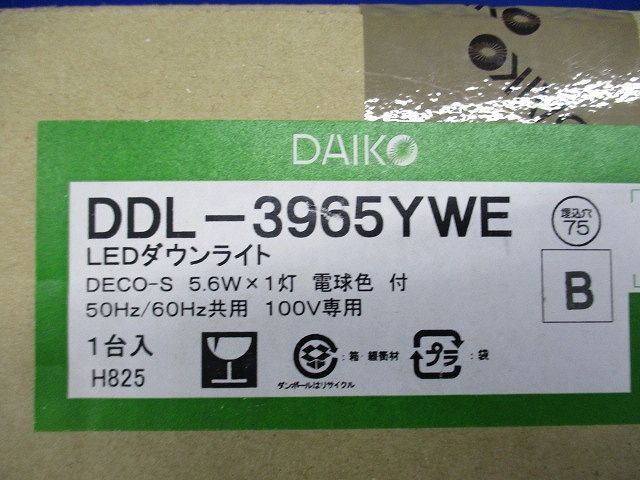 DAIKO
DAIKO
DDL-3965YWE
埋込穴
75
LEDダウンライト
DECO-S 5.6W×1灯 電球色 付
B
50Hz/60Hz共用 100V専用
1台入
H825
:箱・緩衝材
ダンボールはリサイクル
プラ
:袋